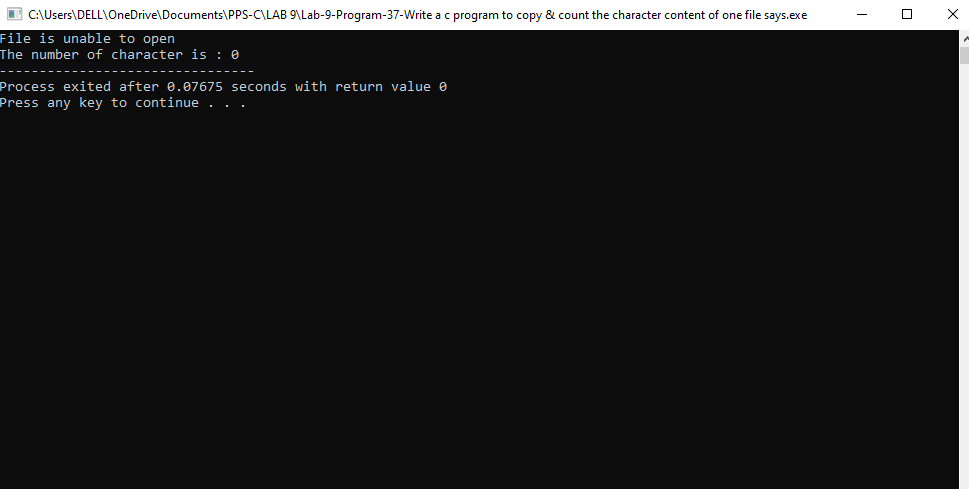 C:\Users\DELL\OneDrive\Documents\PPS-C\LAB 9\Lab-9-Program-37-Write a c program to copy & count the character content of one file says.exe
File is unable to open
The number of character is : 0
--------------------------------
Process exited after 0.07675 seconds with return value 0
Press any key to continue . . .